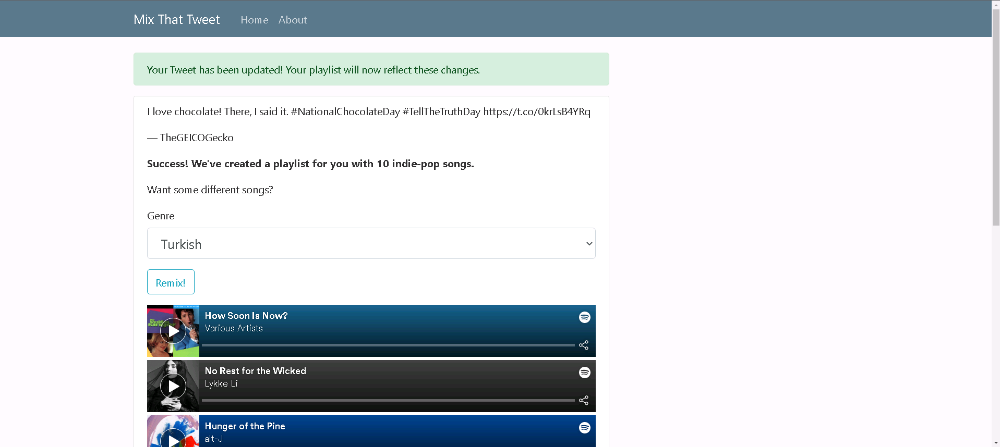 Mix That Tweet Home About
Your Tweet has been updated! Your playlist will now reflect these changes.
I love chocolate! There, I said it. #NationalChocolateDay #TellTheTruthDay https://t.co/0krLsB4YRq
— TheGEICOGecko
Success! We've created a playlist for you with 10 indie-pop songs.
Want some different songs?
Genre
Turkish
Remix!
the wedding singer
How Soon Is Now?
Various Artists
No Rest for the Wicked
Lykke Li
Hunger of the Pine
alt-J